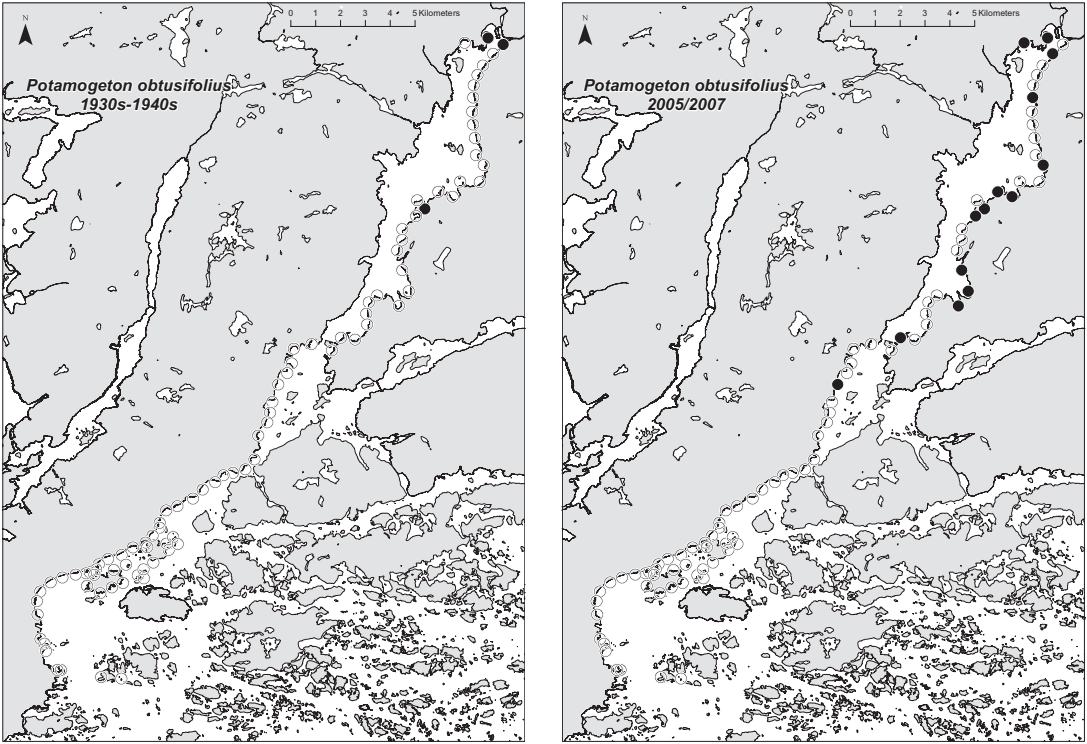 N
0 1 2 3 4 5 Kilometers
Potamogeton obtusifolius
1930s-1940s
N
0 1 2 3 4 5 Kilometers
Potamogeton obtusifolius
2005/2007